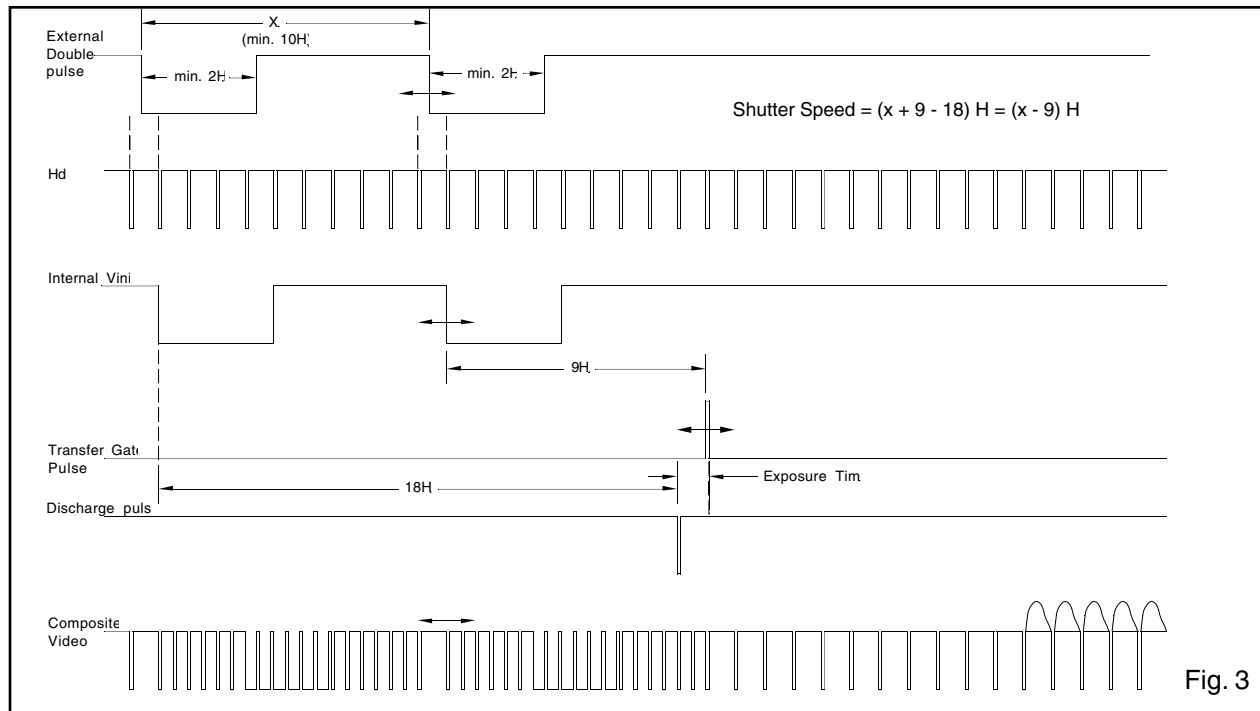 X.
(min. 10H)
External
Double
pulse
min. 2H
min. 2H
Shutter Speed = (x + 9 - 18) H = (x - 9) H
Hd
Internal Vini
9H.
Transfer Gate
Pulse
18H.
Exposure Tim
Discharge puls
Composite
Video
Fig. 3